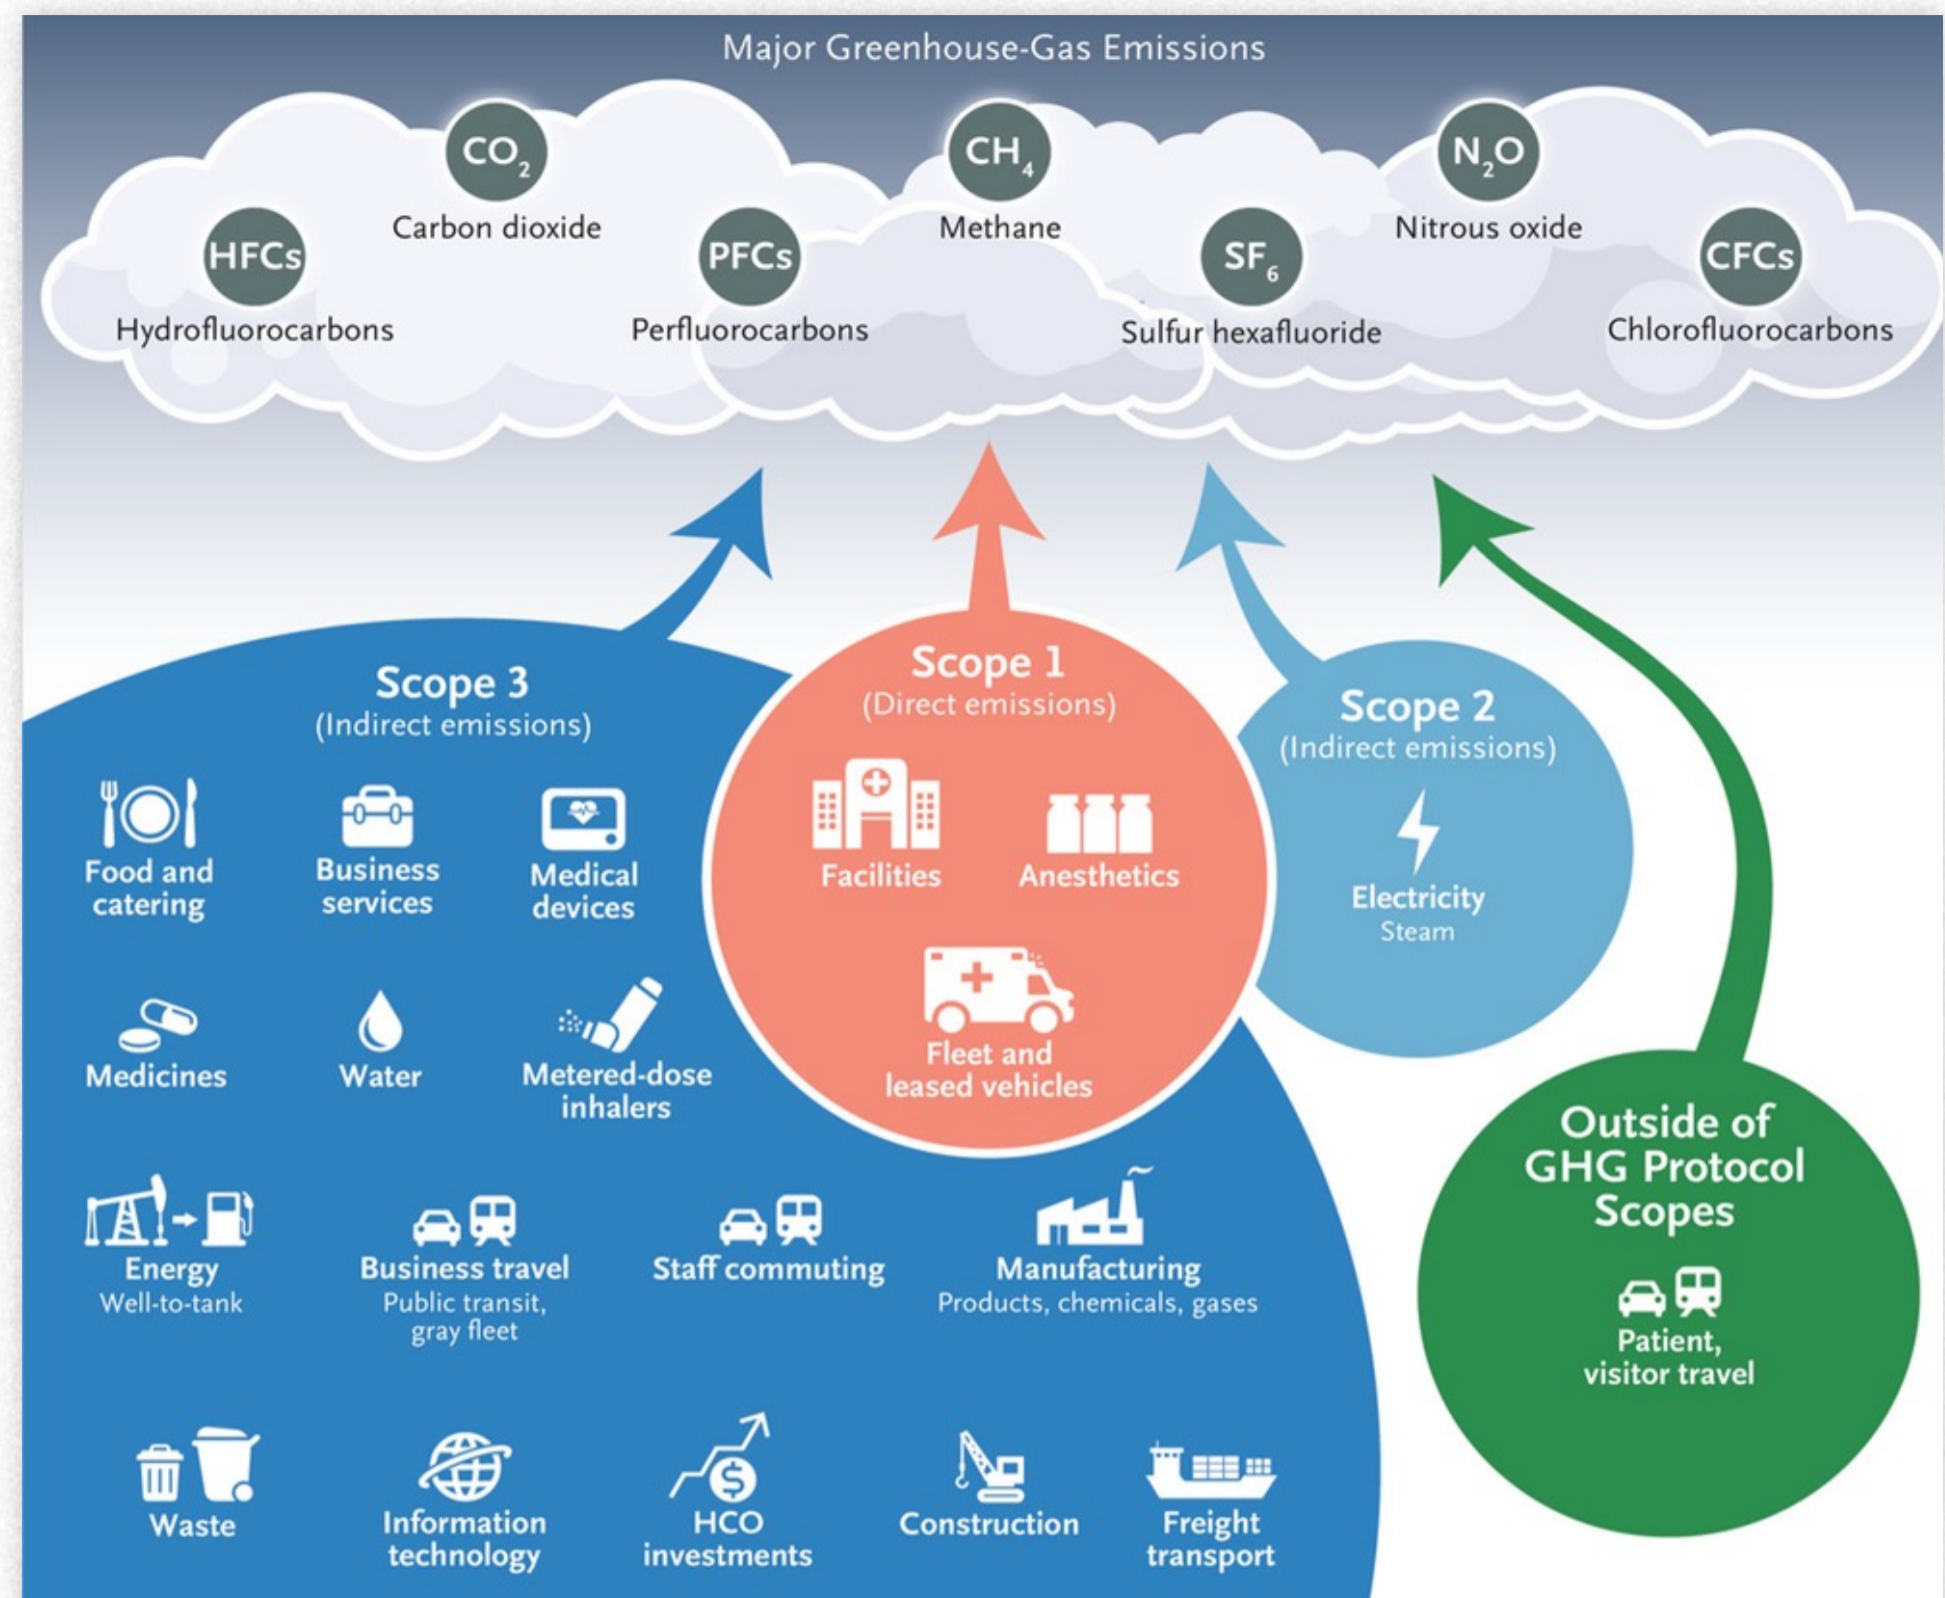 Major Greenhouse-Gas Emissions
CO₂
Carbon dioxide
CH₄
Methane
N₂O
Nitrous oxide
HFCs
Hydrofluorocarbons
PFCs
Perfluorocarbons
SF₆
Sulfur hexafluoride
CFCs
Chlorofluorocarbons
Scope 3
(Indirect emissions)
Food and
catering
Business
services
Medical
devices
Medicines
Water
Metered-dose
inhalers
Energy
Well-to-tank
Business travel
Public transit,
gray fleet
Staff commuting
Manufacturing
Products, chemicals, gases
Waste
Information
technology
$
HCO
investments
Construction
Freight
transport
Scope 1
(Direct emissions)
Facilities
Anesthetics
Fleet and
leased vehicles
Scope 2
(Indirect emissions)
Electricity
Steam
Outside of
GHG Protocol
Scopes
Patient,
visitor travel